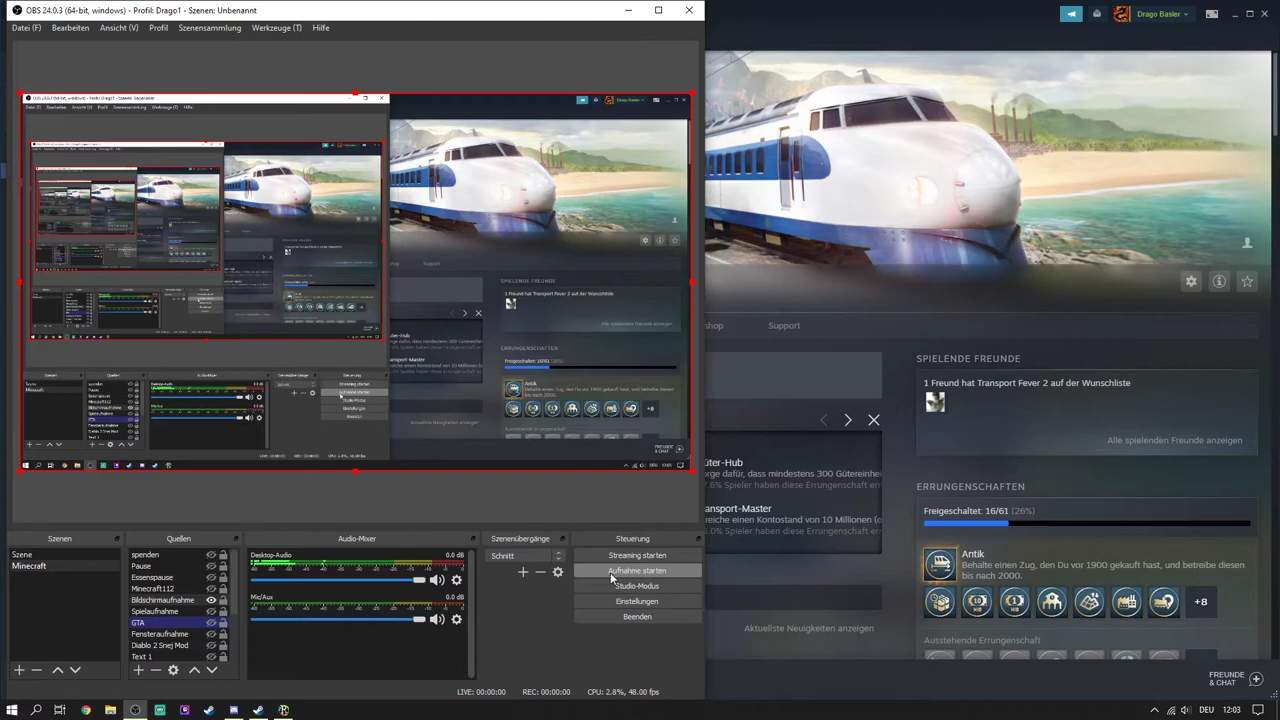 OBS 24.0.3 (64-bit, windows) - Profil: Drago1 - Szenen: Unbenannt
Datei (F) Bearbeiten Ansicht (V) Profil Szenensammlung Werkzeuge (T) Hilfe
Drago Basler
SPIELENDE FREUNDE
1 Freund hat Transport Fever 2 auf der Wunschliste
Alle spielenden Freunde anzeigen
ERRUNGENSCHAFTEN
Freigeschaltet: 16/61 (26%)
Antik
Behalte einen Zug, den Du vor 1900 gekauft hast, und betreibe diesen
bis nach 2000.
+8
Ausstehende Errungenschaften
shop Support
üter-Hub
orge dafür, dass mindestens 300 Gütereinhe
7.6% Spieler haben diese Errungenschaft err
ransport-Master
reiche einen Kontostand von 10 Millionen (o
Aktuellste Neuigkeiten anzeigen
FREUNDE
& CHAT
Szenen
Szene
Minecraft
Quellen
spenden
Pause
Essenspause
Minecraft112
Bildschirmaufnahme
Spielaufnahme
GTA
Fensteraufnahme
Diablo 2 Snej Mod
Text 1
Audio-Mixer
Desktop-Audio 0.0 dB
Mic/Aux 0.0 dB
Szenenübergänge
Schnitt
Steuerung
Streaming starten
Aufnahme starten
Studio-Modus
Einstellungen
Beenden
LIVE: 00:00:00 REC: 00:00:00 CPU: 2.8%, 48.00 fps
DEU 12:03